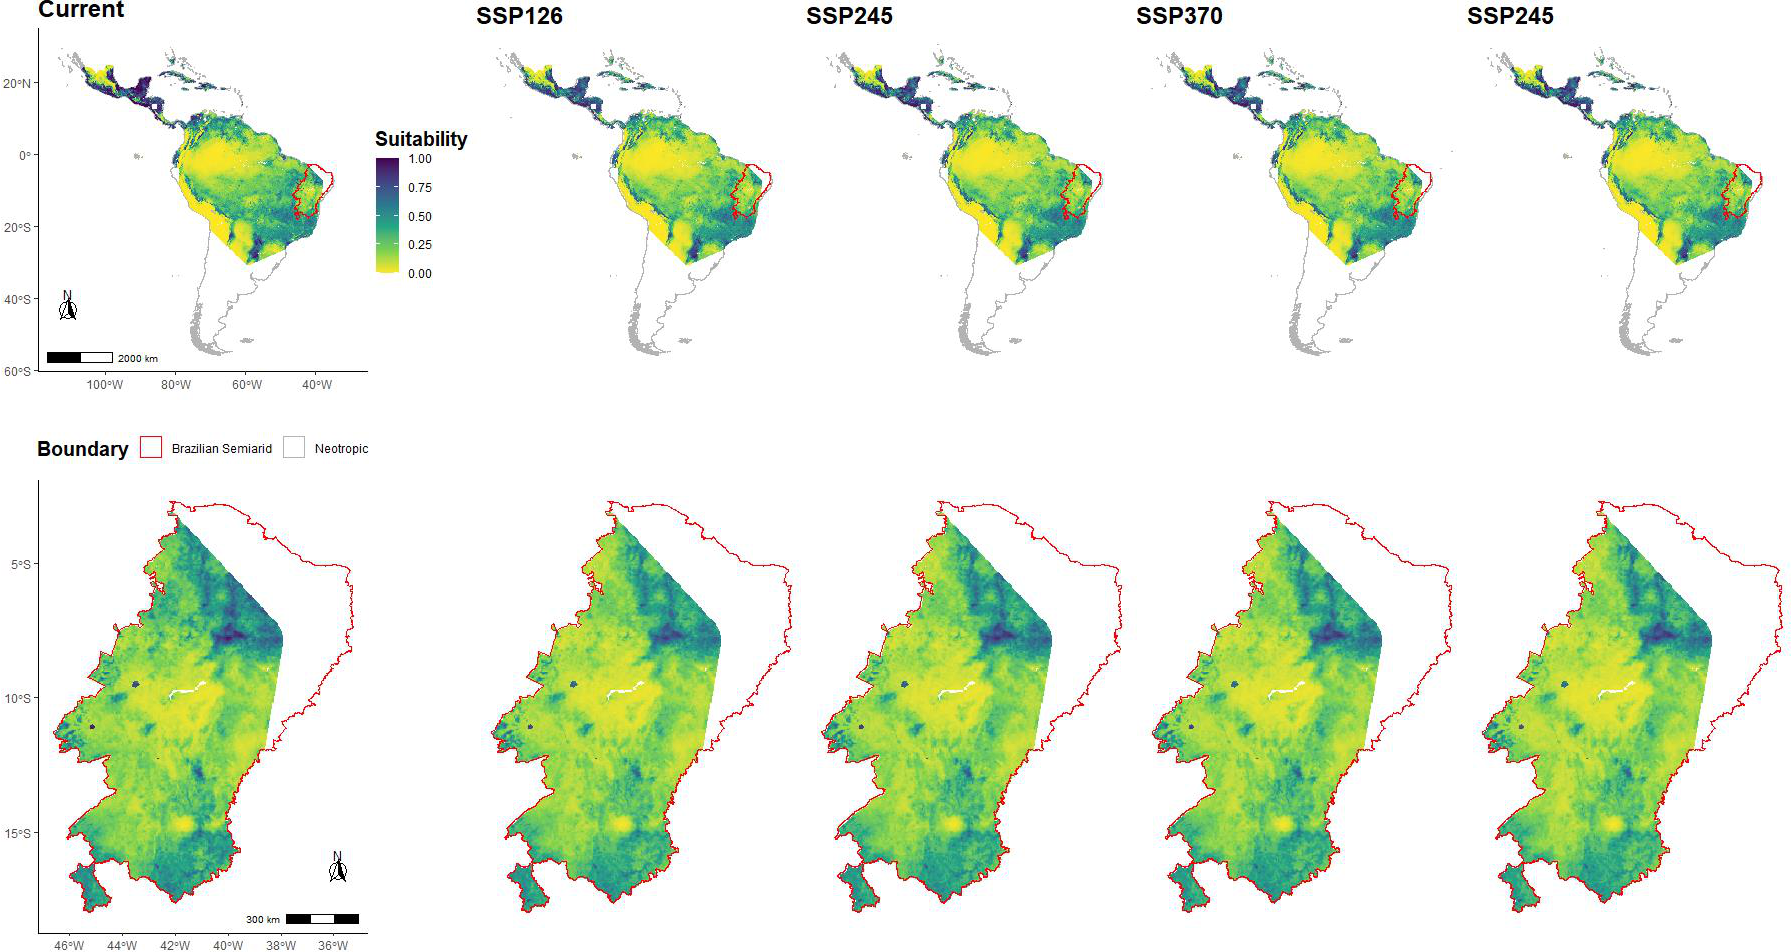 Current
SSP126
SSP245
SSP370
SSP245
20°N
0°
20°S
40°S
60°S
N
2000 km
100°W 80°W 60°W 40°W
Suitability
1.00
0.75
0.50
0.25
0.00
Boundary Brazilian Semiarid Neotropic
5°S
10°S
15°S
N
300 km
46°W 44°W 42°W 40°W 38°W 36°W